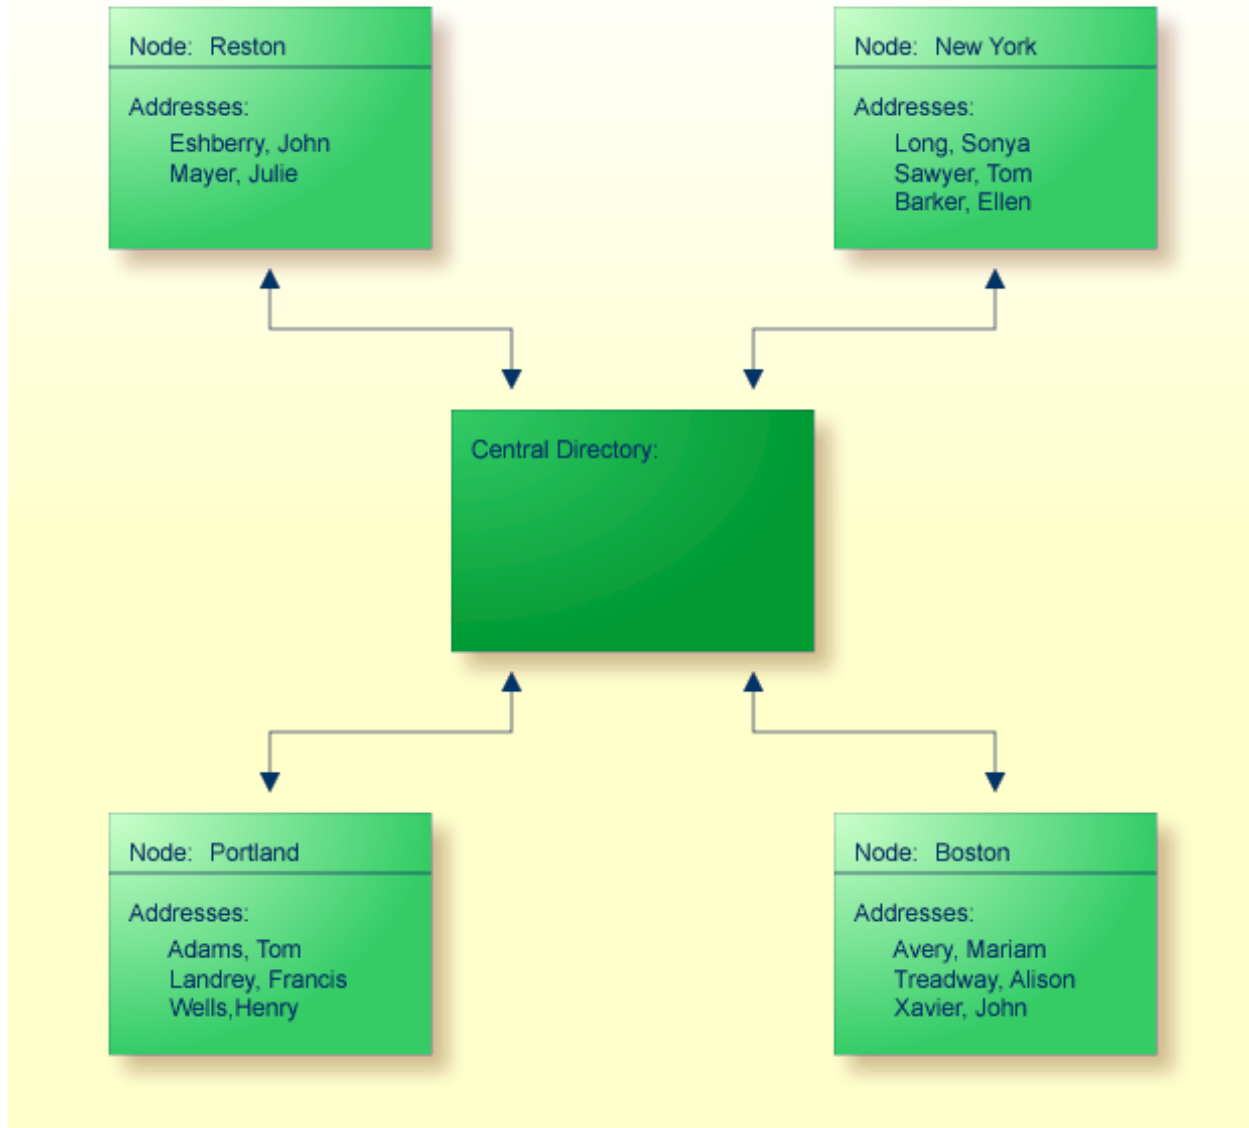 Node: Reston
Addresses:
Eshberry, John
Mayer, Julie
Node: New York
Addresses:
Long, Sonya
Sawyer, Tom
Barker, Ellen
Central Directory:
Node: Portland
Addresses:
Adams, Tom
Landrey, Francis
Wells,Henry
Node: Boston
Addresses:
Avery, Mariam
Treadway, Alison
Xavier, John